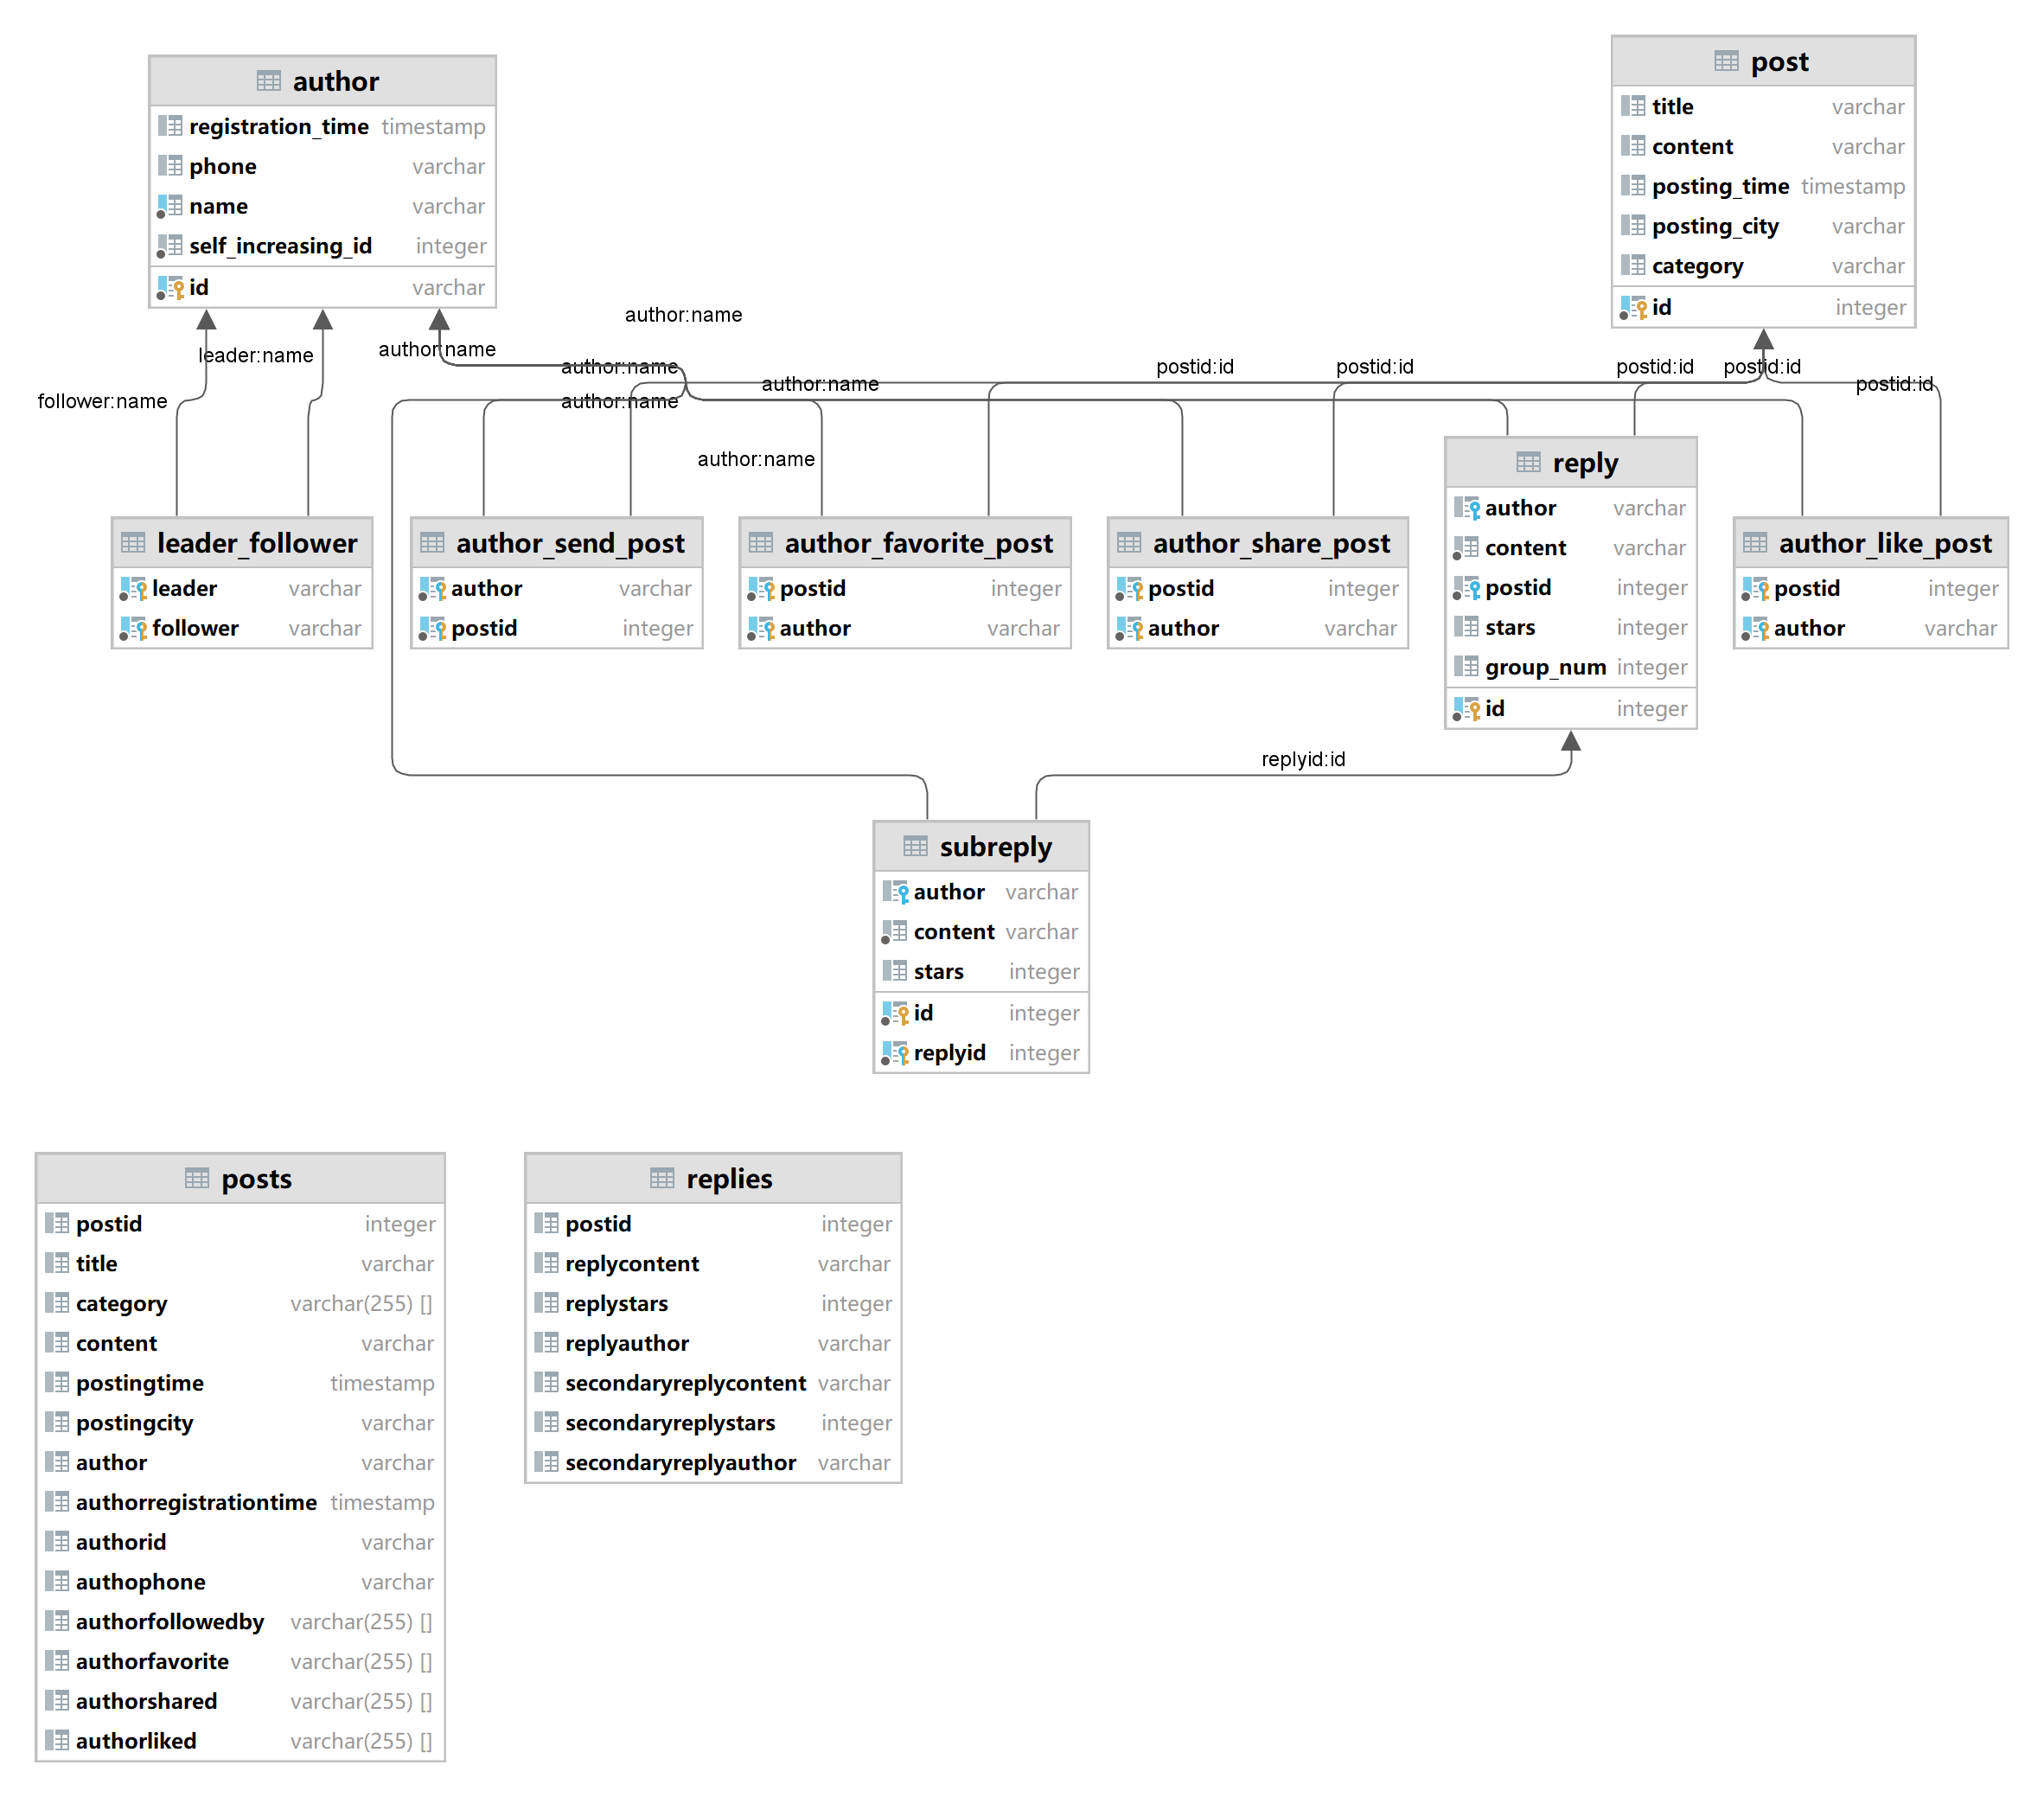 author
registration_time timestamp
phone varchar
name varchar
self_increasing_id integer
id varchar
post
title varchar
content varchar
posting_time timestamp
posting_city varchar
category varchar
id integer
author:name
leader:name
author:name
follower:name
author:name
author:name
author:name
author:name
postid:id
postid:id
postid:id
postid:id
postid:id
leader_follower
leader varchar
follower varchar
author_send_post
author varchar
postid integer
author_favorite_post
postid integer
author varchar
author_share_post
postid integer
author varchar
reply
author varchar
content varchar
postid integer
stars integer
group_num integer
id integer
author_like_post
postid integer
author varchar
replyid:id
subreply
author varchar
content varchar
stars integer
id integer
replyid integer
posts
postid integer
title varchar
category varchar(255) []
content varchar
postingtime timestamp
postingcity varchar
author varchar
authorregistrationtime timestamp
authorid varchar
authophone varchar
authorfollowedby varchar(255) []
authorfavorite varchar(255) []
authorshared varchar(255) []
authorliked varchar(255) []
replies
postid integer
replycontent varchar
replystars integer
replyauthor varchar
secondaryreplycontent varchar
secondaryreplystars integer
secondaryreplyauthor varchar